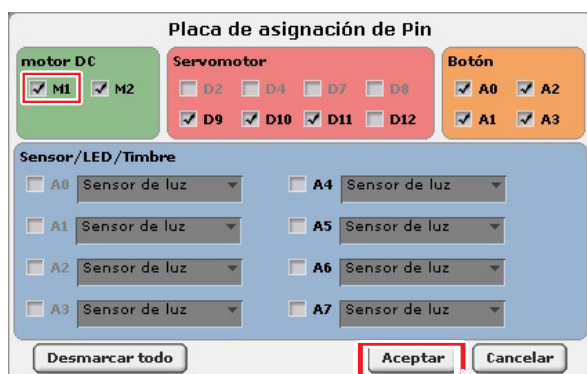 Placa de asignación de Pin
motor DC
M1 M2
Servomotor
D2 D4 D7 D8
D9 D10 D11 D12
Botón
A0 A2
A1 A3
Sensor/LED/Timbre
A0 Sensor de luz A4 Sensor de luz
A1 Sensor de luz A5 Sensor de luz
A2 Sensor de luz A6 Sensor de luz
A3 Sensor de luz A7 Sensor de luz
Desmarcar todo Aceptar Cancelar